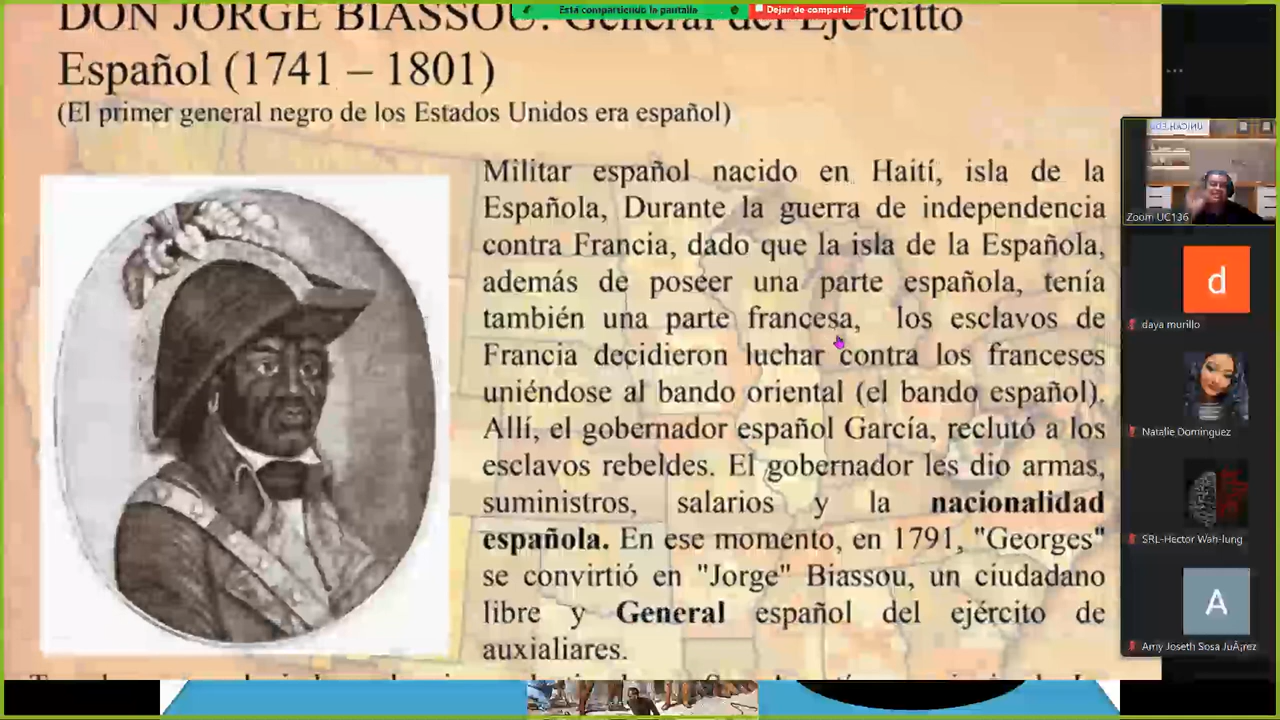 Está compartiendo la pantalla
Dejar de compartir
DON JORGE BIASSOU: General del Ejércitto
Español (1741 – 1801)
(El primer general negro de los Estados Unidos era español)
Militar español nacido en Haití, isla de la
Española, Durante la guerra de independencia
contra Francia, dado que la isla de la Española,
además de poseer una parte española, tenía
también una parte francesa, los esclavos de
Francia decidieron luchar contra los franceses
uniéndose al bando oriental (el bando español).
Allí, el gobernador español García, reclutó a los
esclavos rebeldes. El gobernador les dio armas,
suministros, salarios y la nacionalidad
española. En ese momento, en 1791, "Georges"
se convirtió en "Jorge" Biassou, un ciudadano
libre y General español del ejército de
auxialiares.
Zoom UC136
d
daya murillo
Natalie Dominguez
SRL-Hector Wah-lung
A
Amy Joseth Sosa JuÃrez